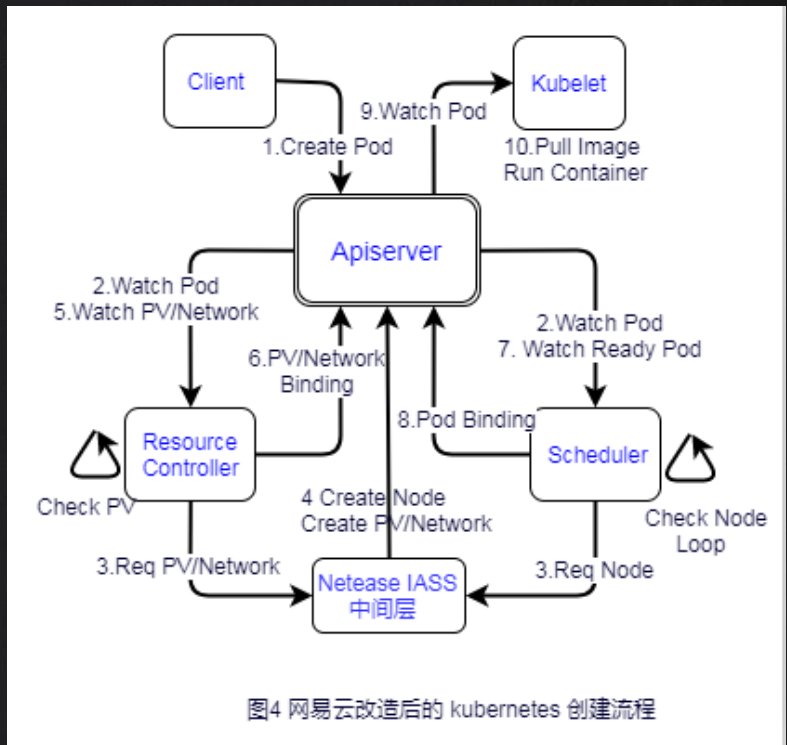 Client
Kubelet
9.Watch Pod
1.Create Pod
10.Pull Image
Run Container
Apiserver
2.Watch Pod
5.Watch PV/Network
2.Watch Pod
7. Watch Ready Pod
6.PV/Network
Binding
8.Pod Binding
Resource
Controller
Scheduler
Check PV
4 Create Node
Create PV/Network
Check Node
Loop
3.Req PV/Network
3.Req Node
Netease IASS
中间层
图4 网易云改造后的 kubernetes 创建流程